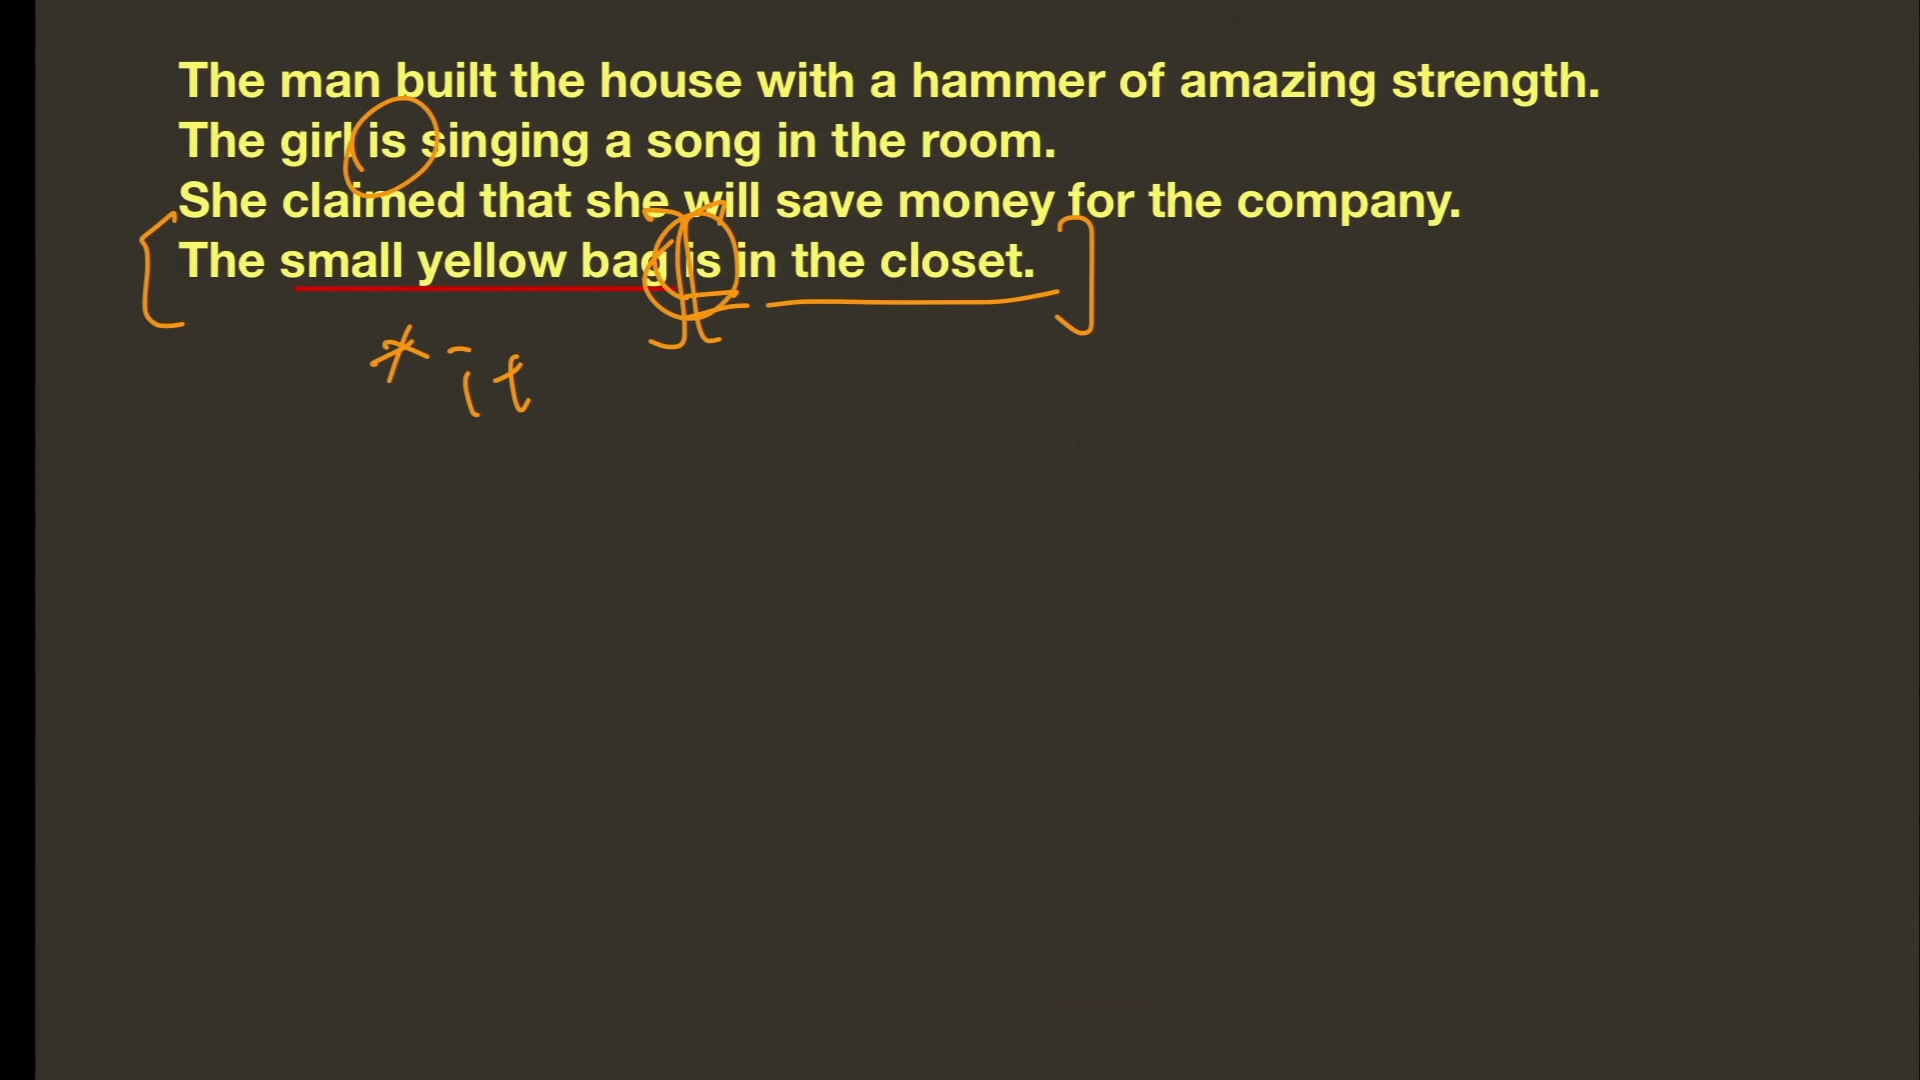 The man built the house with a hammer of amazing strength.
The girl is singing a song in the room.
She claimed that she will save money for the company.
The small yellow bag is in the closet.
* it